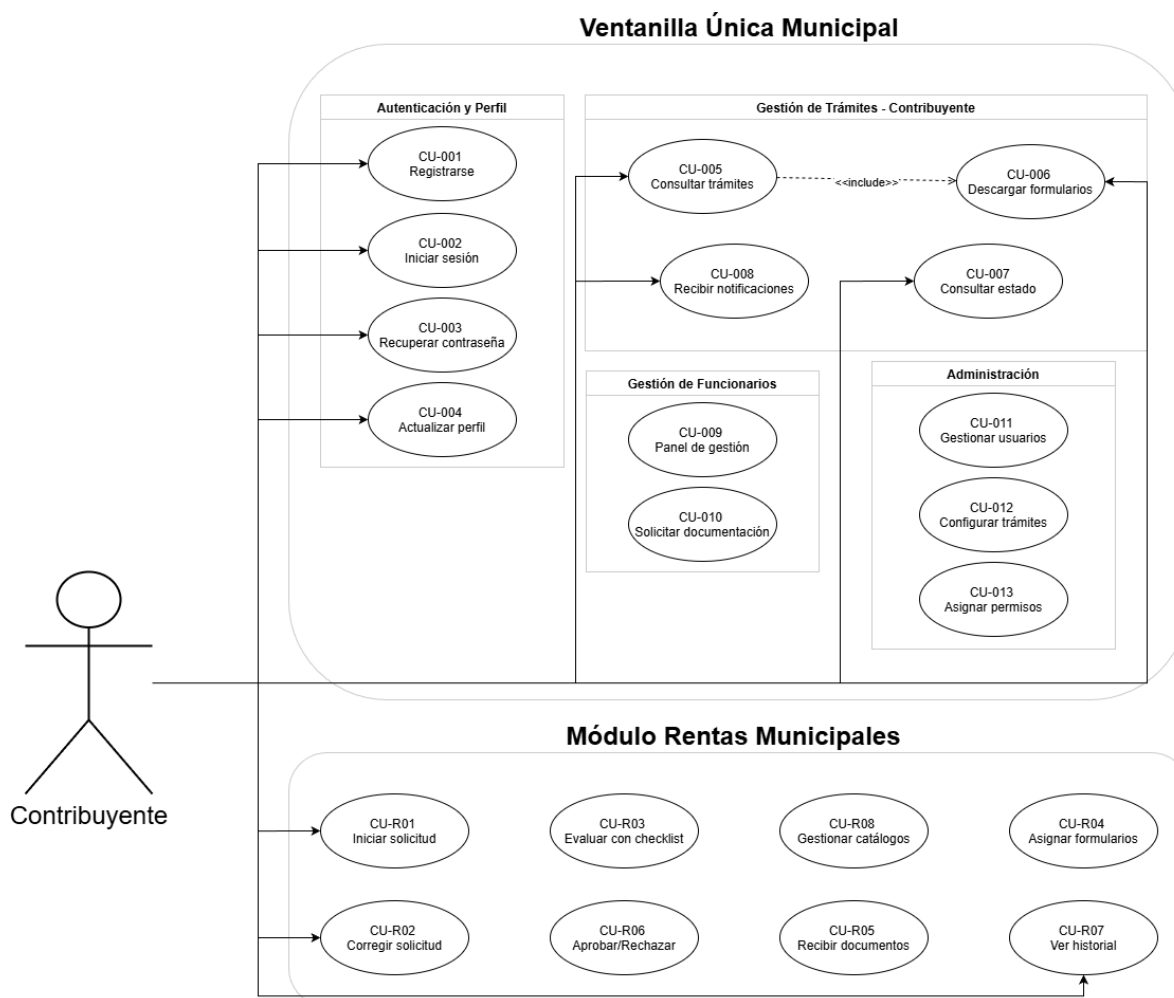 Ventanilla Única Municipal
Autenticación y Perfil
CU-001
Registrarse
CU-002
Iniciar sesión
CU-003
Recuperar contraseña
CU-004
Actualizar perfil
Gestión de Trámites - Contribuyente
CU-005
Consultar trámites
<<include>>
CU-006
Descargar formularios
CU-008
Recibir notificaciones
CU-007
Consultar estado
Gestión de Funcionarios
CU-009
Panel de gestión
CU-010
Solicitar documentación
Administración
CU-011
Gestionar usuarios
CU-012
Configurar trámites
CU-013
Asignar permisos
Contribuyente
Módulo Rentas Municipales
CU-R01
Iniciar solicitud
CU-R03
Evaluar con checklist
CU-R08
Gestionar catálogos
CU-R04
Asignar formularios
CU-R02
Corregir solicitud
CU-R06
Aprobar/Rechazar
CU-R05
Recibir documentos
CU-R07
Ver historial